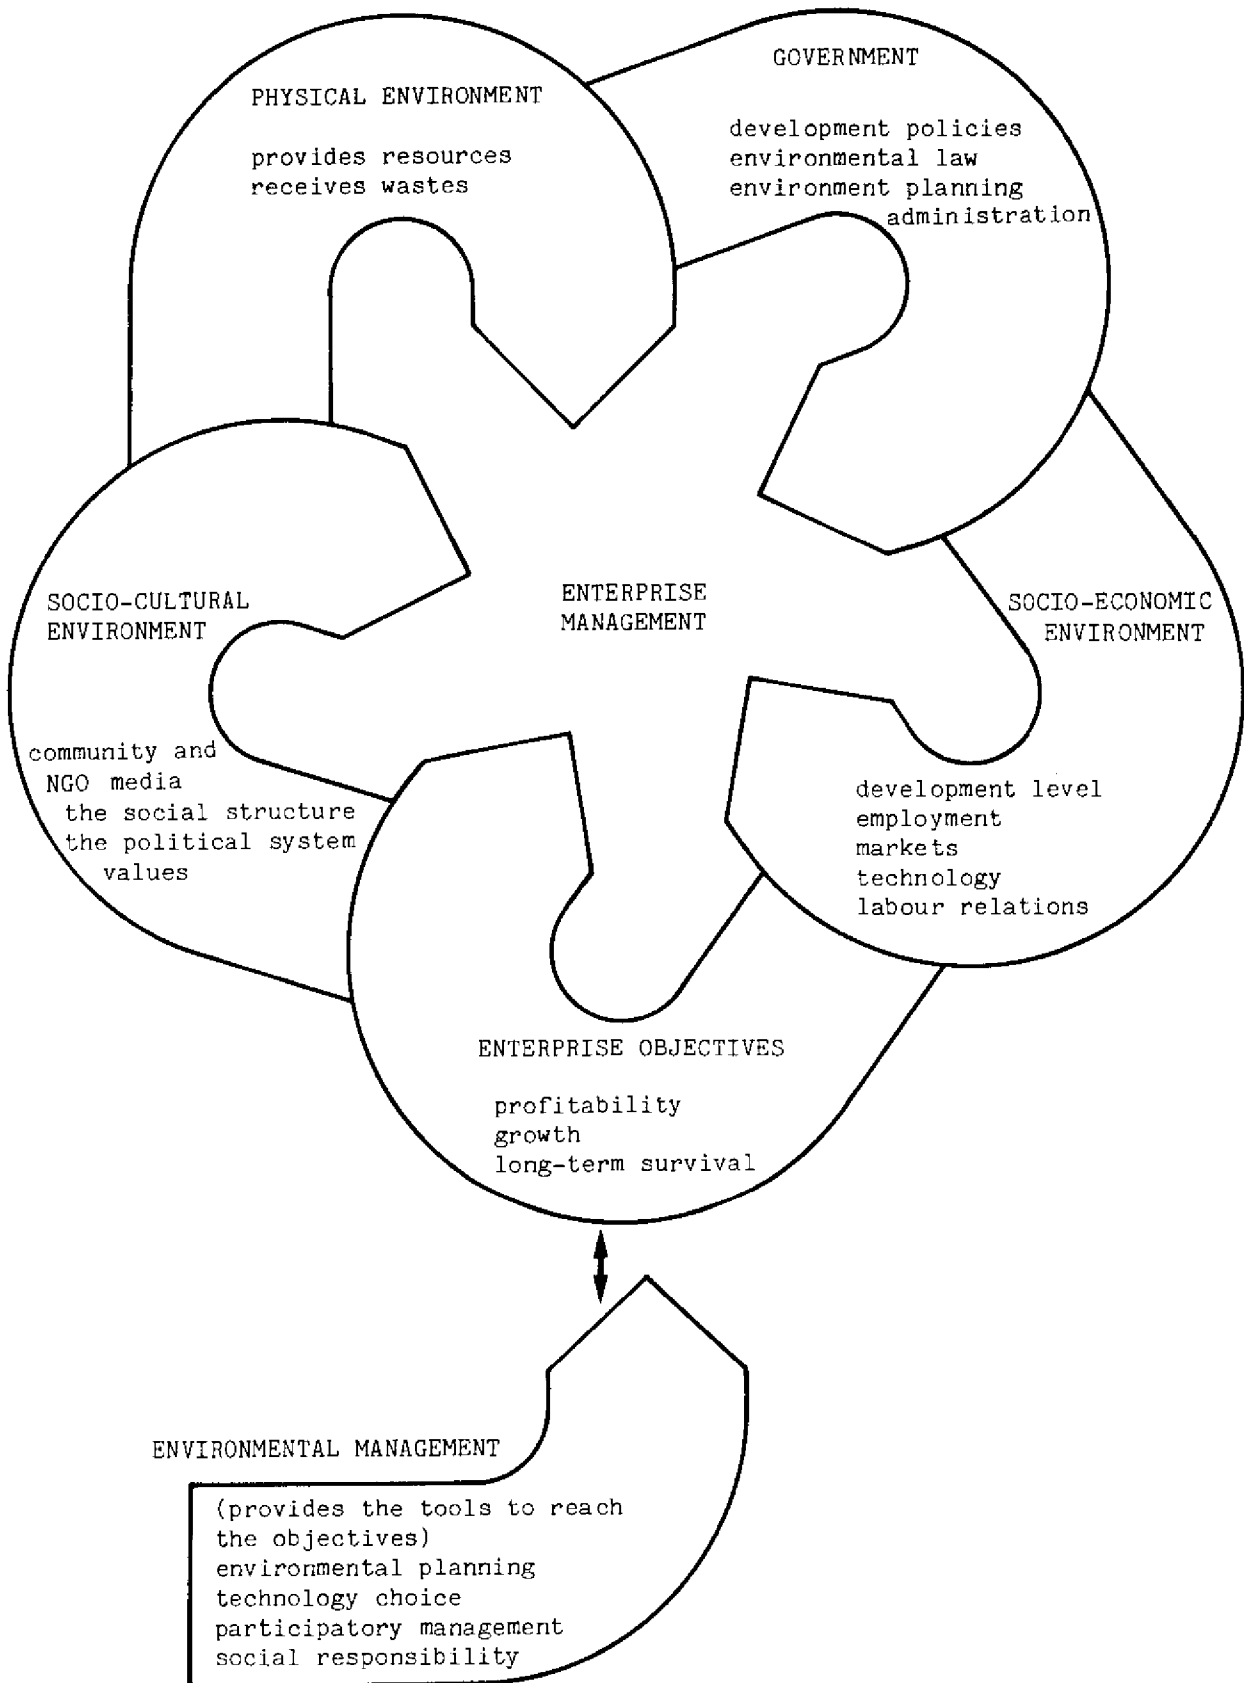 PHYSICAL ENVIRONMENT
provides resources
receives wastes
GOVERNMENT
development policies
environmental law
environment planning
administration
SOCIO-CULTURAL
ENVIRONMENT
community and
NGO media
the social structure
the political system
values
ENTERPRISE
MANAGEMENT
SOCIO-ECONOMIC
ENVIRONMENT
development level
employment
markets
technology
labour relations
ENTERPRISE OBJECTIVES
profitability
growth
long-term survival
ENVIRONMENTAL MANAGEMENT
(provides the tools to reach
the objectives)
environmental planning
technology choice
participatory management
social responsibility